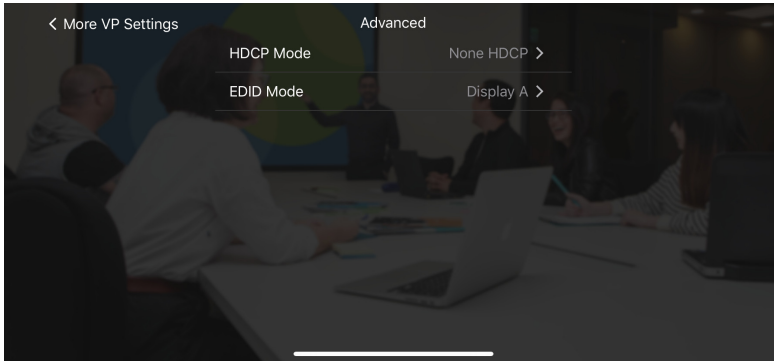 More VP Settings
Advanced
HDCP Mode
None HDCP
EDID Mode
Display A